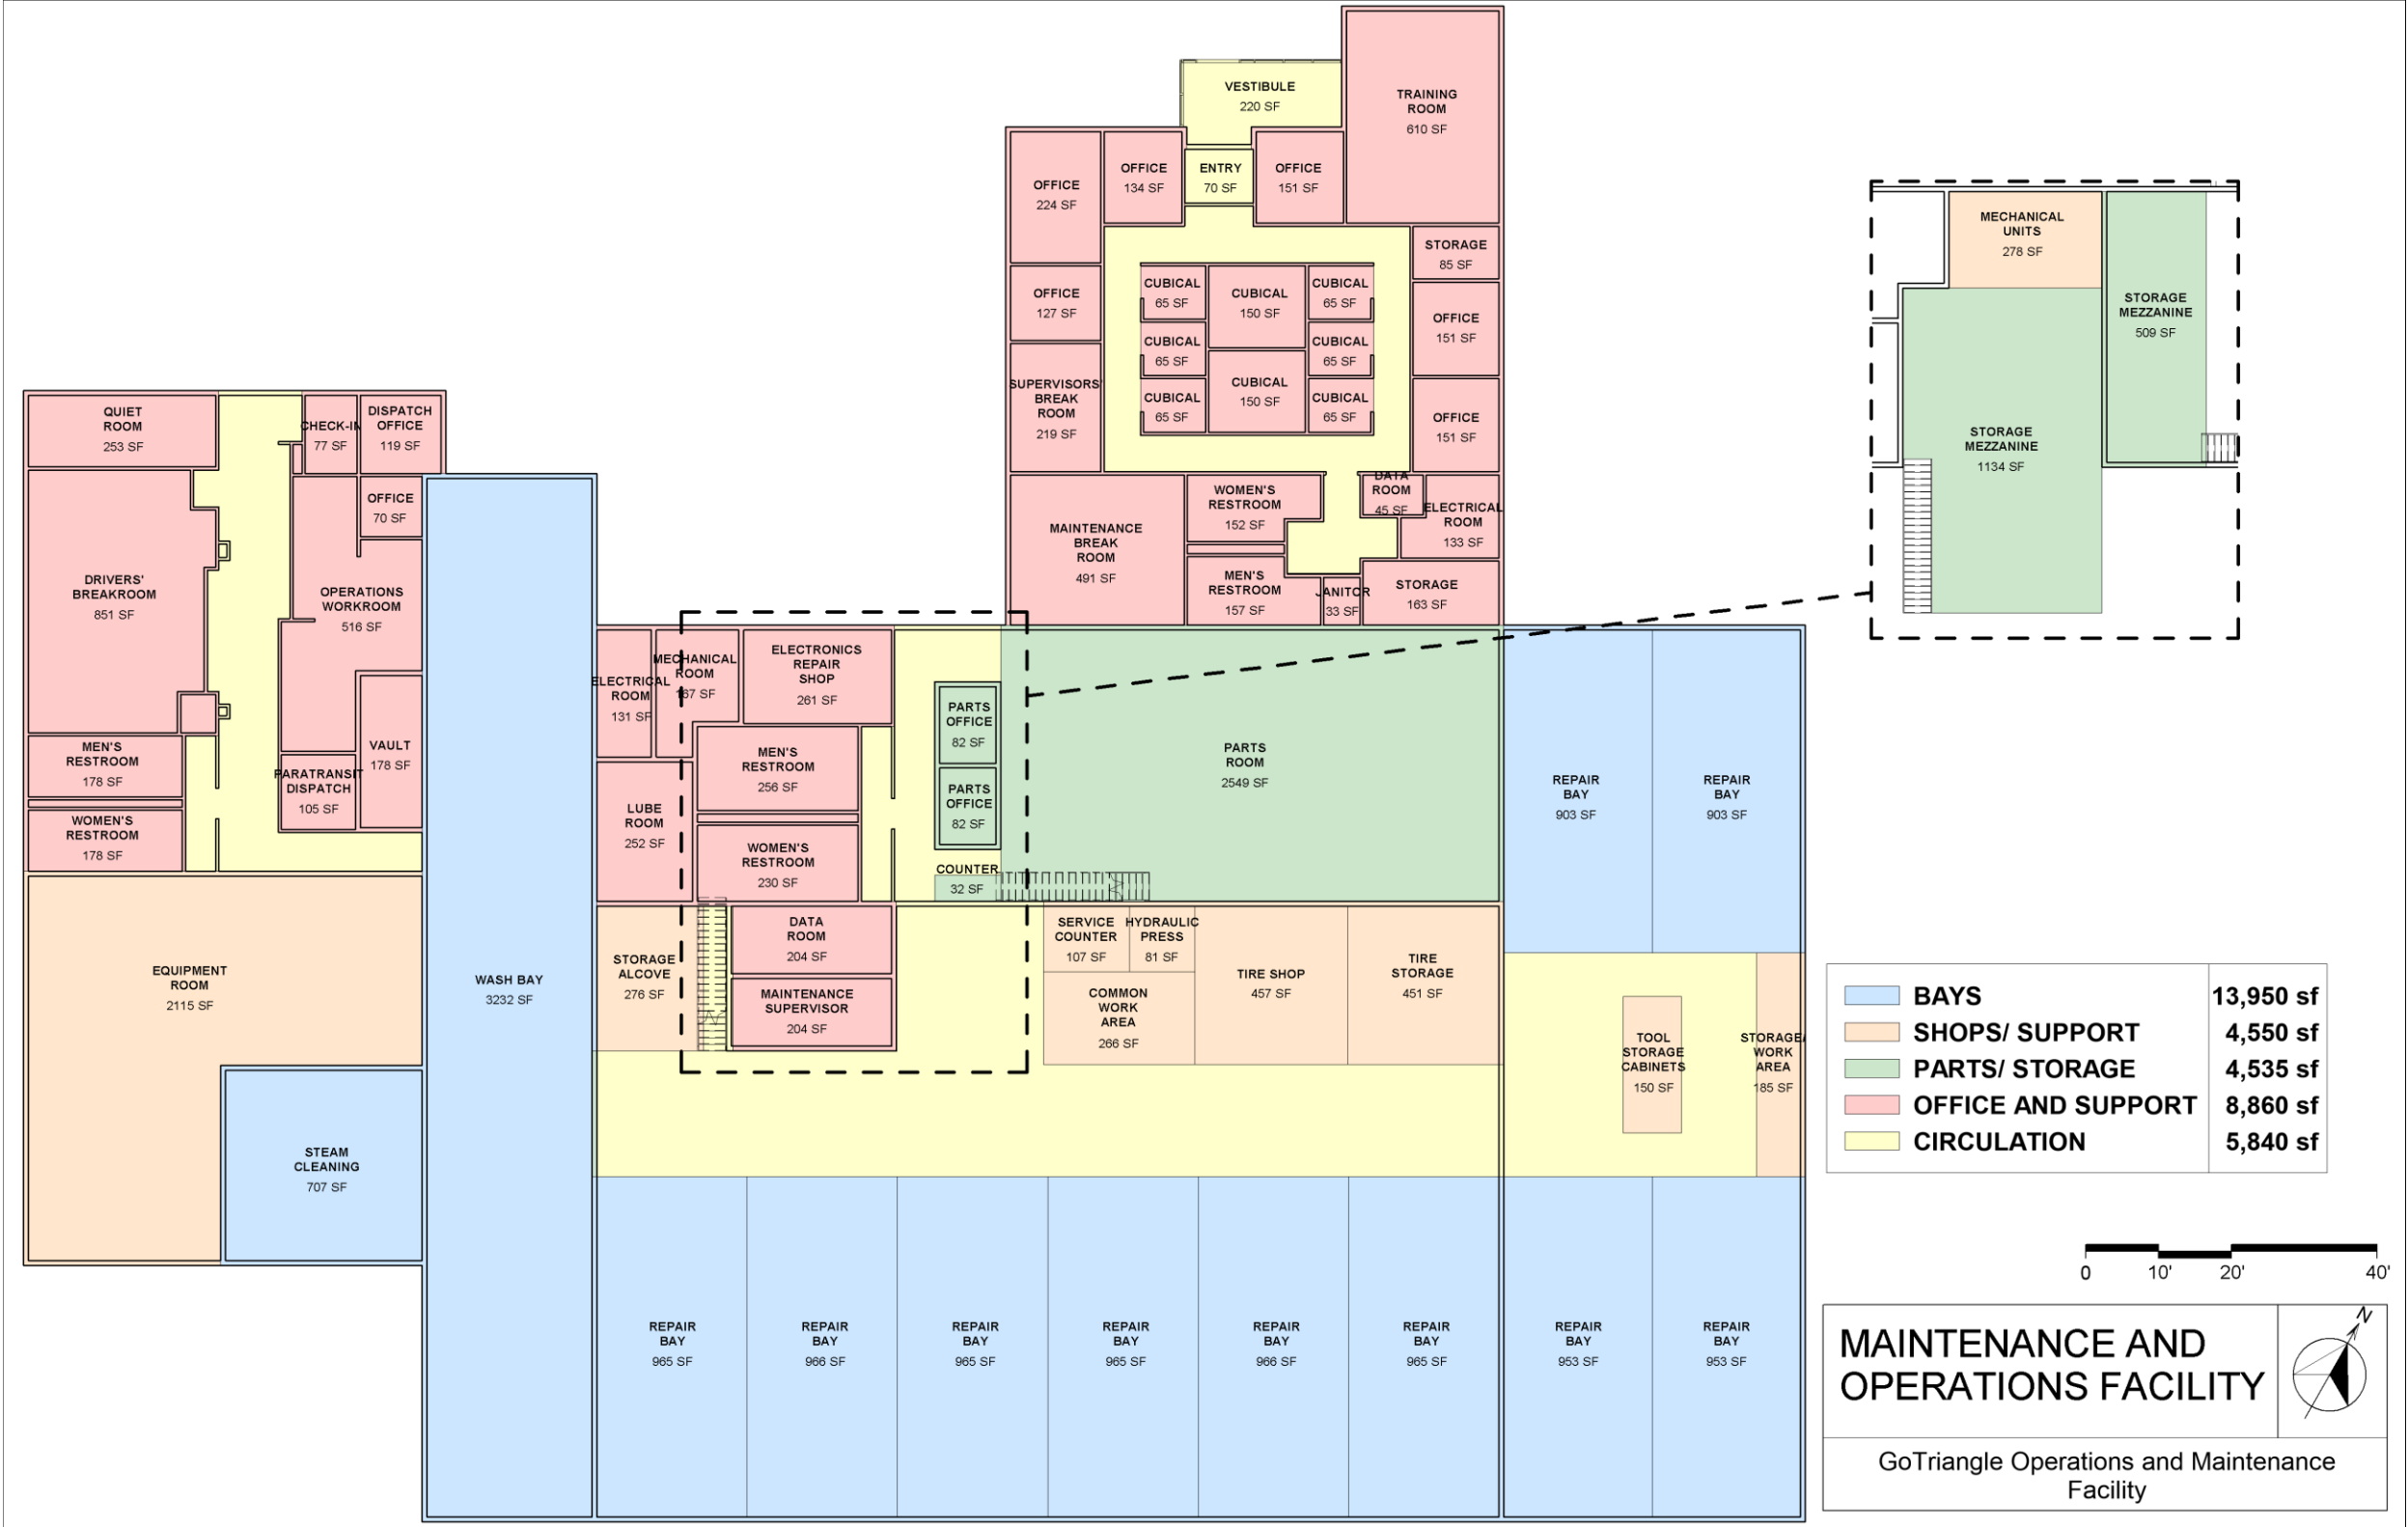 VESTIBULE
220 SF
TRAINING
ROOM
610 SF
OFFICE
224 SF
OFFICE
134 SF
ENTRY
70 SF
OFFICE
151 SF
STORAGE
85 SF
OFFICE
127 SF
CUBICAL
65 SF
CUBICAL
150 SF
CUBICAL
65 SF
OFFICE
151 SF
CUBICAL
65 SF
CUBICAL
65 SF
SUPERVISORS'
BREAK
ROOM
219 SF
CUBICAL
65 SF
CUBICAL
150 SF
CUBICAL
65 SF
OFFICE
151 SF
MAINTENANCE
BREAK
ROOM
491 SF
WOMEN'S
RESTROOM
152 SF
DATA
ROOM
45 SF
ELECTRICAL
ROOM
133 SF
MEN'S
RESTROOM
157 SF
JANITOR
33 SF
STORAGE
163 SF
MECHANICAL
UNITS
278 SF
STORAGE
MEZZANINE
509 SF
STORAGE
MEZZANINE
1134 SF
QUIET
ROOM
253 SF
CHECK-IN
77 SF
DISPATCH
OFFICE
119 SF
OFFICE
70 SF
DRIVERS'
BREAKROOM
851 SF
OPERATIONS
WORKROOM
516 SF
MEN'S
RESTROOM
178 SF
PARATRANSIT
DISPATCH
105 SF
VAULT
178 SF
WOMEN'S
RESTROOM
178 SF
EQUIPMENT
ROOM
2115 SF
STEAM
CLEANING
707 SF
WASH BAY
3232 SF
ELECTRICAL
ROOM
131 SF
MECHANICAL
ROOM
167 SF
ELECTRONICS
REPAIR
SHOP
261 SF
LUBE
ROOM
252 SF
MEN'S
RESTROOM
256 SF
WOMEN'S
RESTROOM
230 SF
PARTS
OFFICE
82 SF
PARTS
OFFICE
82 SF
COUNTER
32 SF
PARTS
ROOM
2549 SF
STORAGE
ALCOVE
276 SF
DATA
ROOM
204 SF
MAINTENANCE
SUPERVISOR
204 SF
SERVICE
COUNTER
107 SF
HYDRAULIC
PRESS
81 SF
COMMON
WORK
AREA
266 SF
TIRE SHOP
457 SF
TIRE
STORAGE
451 SF
REPAIR
BAY
903 SF
REPAIR
BAY
903 SF
TOOL
STORAGE
CABINETS
150 SF
STORAGE/
WORK
AREA
185 SF
REPAIR
BAY
965 SF
REPAIR
BAY
966 SF
REPAIR
BAY
965 SF
REPAIR
BAY
965 SF
REPAIR
BAY
966 SF
REPAIR
BAY
965 SF
REPAIR
BAY
953 SF
REPAIR
BAY
953 SF
BAYS 13,950 sf
SHOPS/ SUPPORT 4,550 sf
PARTS/ STORAGE 4,535 sf
OFFICE AND SUPPORT 8,860 sf
CIRCULATION 5,840 sf
0 10' 20' 40'
N
MAINTENANCE AND
OPERATIONS FACILITY
GoTriangle Operations and Maintenance
Facility